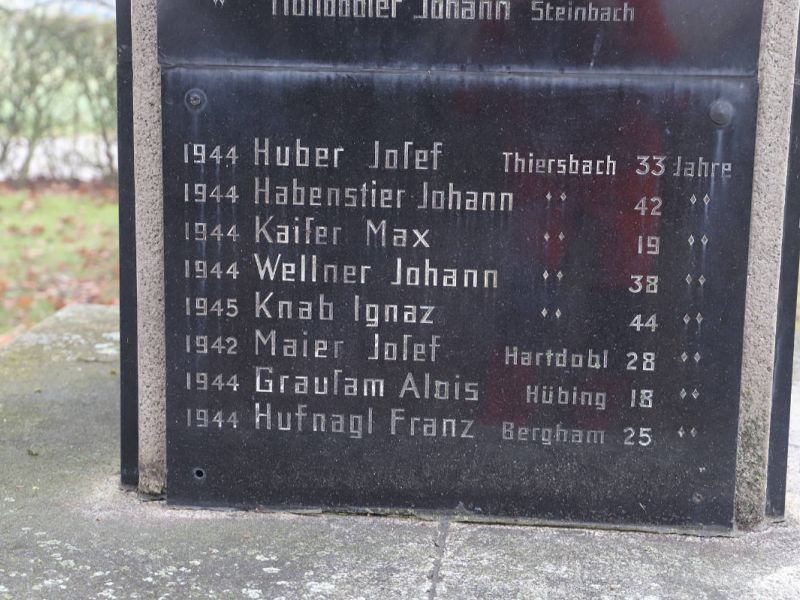 Johann Steinbach
1944 Huber Joſef Thiersbach 33 Jahre
1944 Habenstier Johann " 42 "
1944 Kaiſer Max " 19 "
1944 Wellner Johann " 38 "
1945 Knab Ignaz " 44 "
1942 Maier Joſef Hartdobl 28 "
1944 Grauſam Alois Hübing 18 "
1944 Hufnagl Franz Bergham 25 "